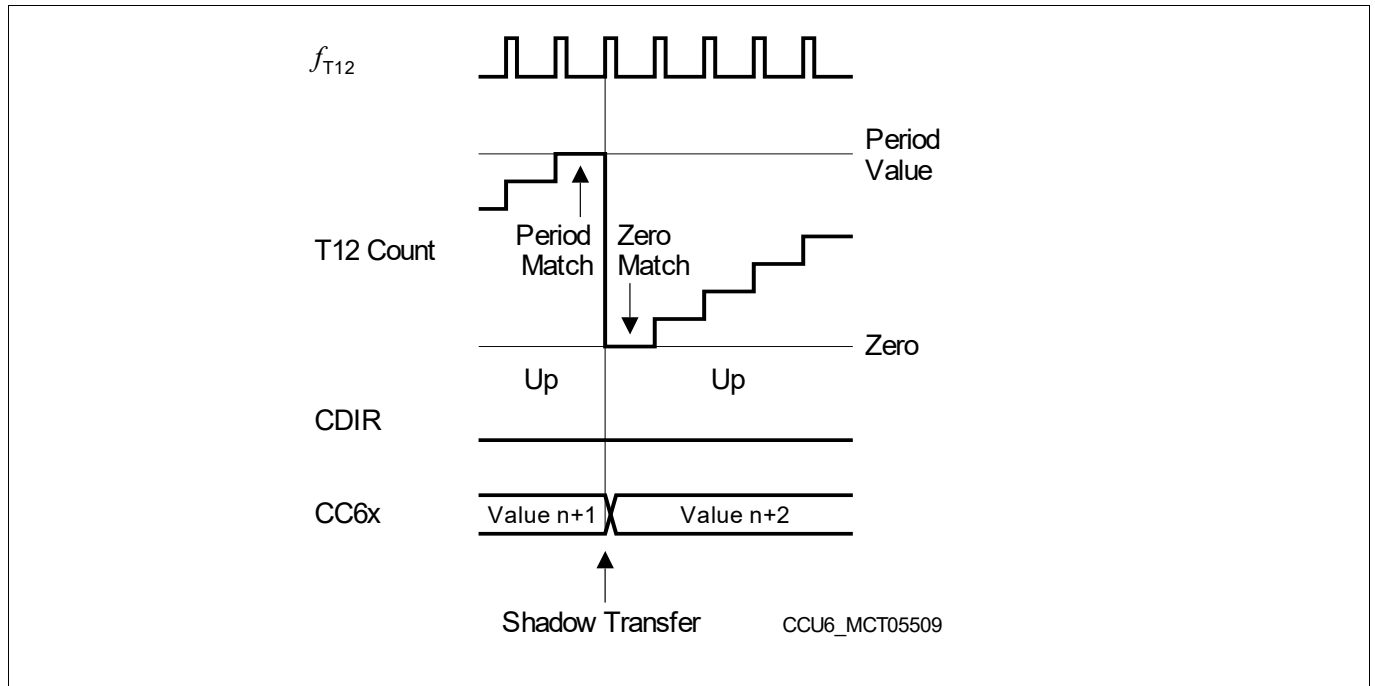 fT12
Period
Value
T12 Count
Period
Match
Zero
Match
Zero
Up
Up
CDIR
CC6x
Value n+1
Value n+2
Shadow Transfer
CCU6_MCT05509